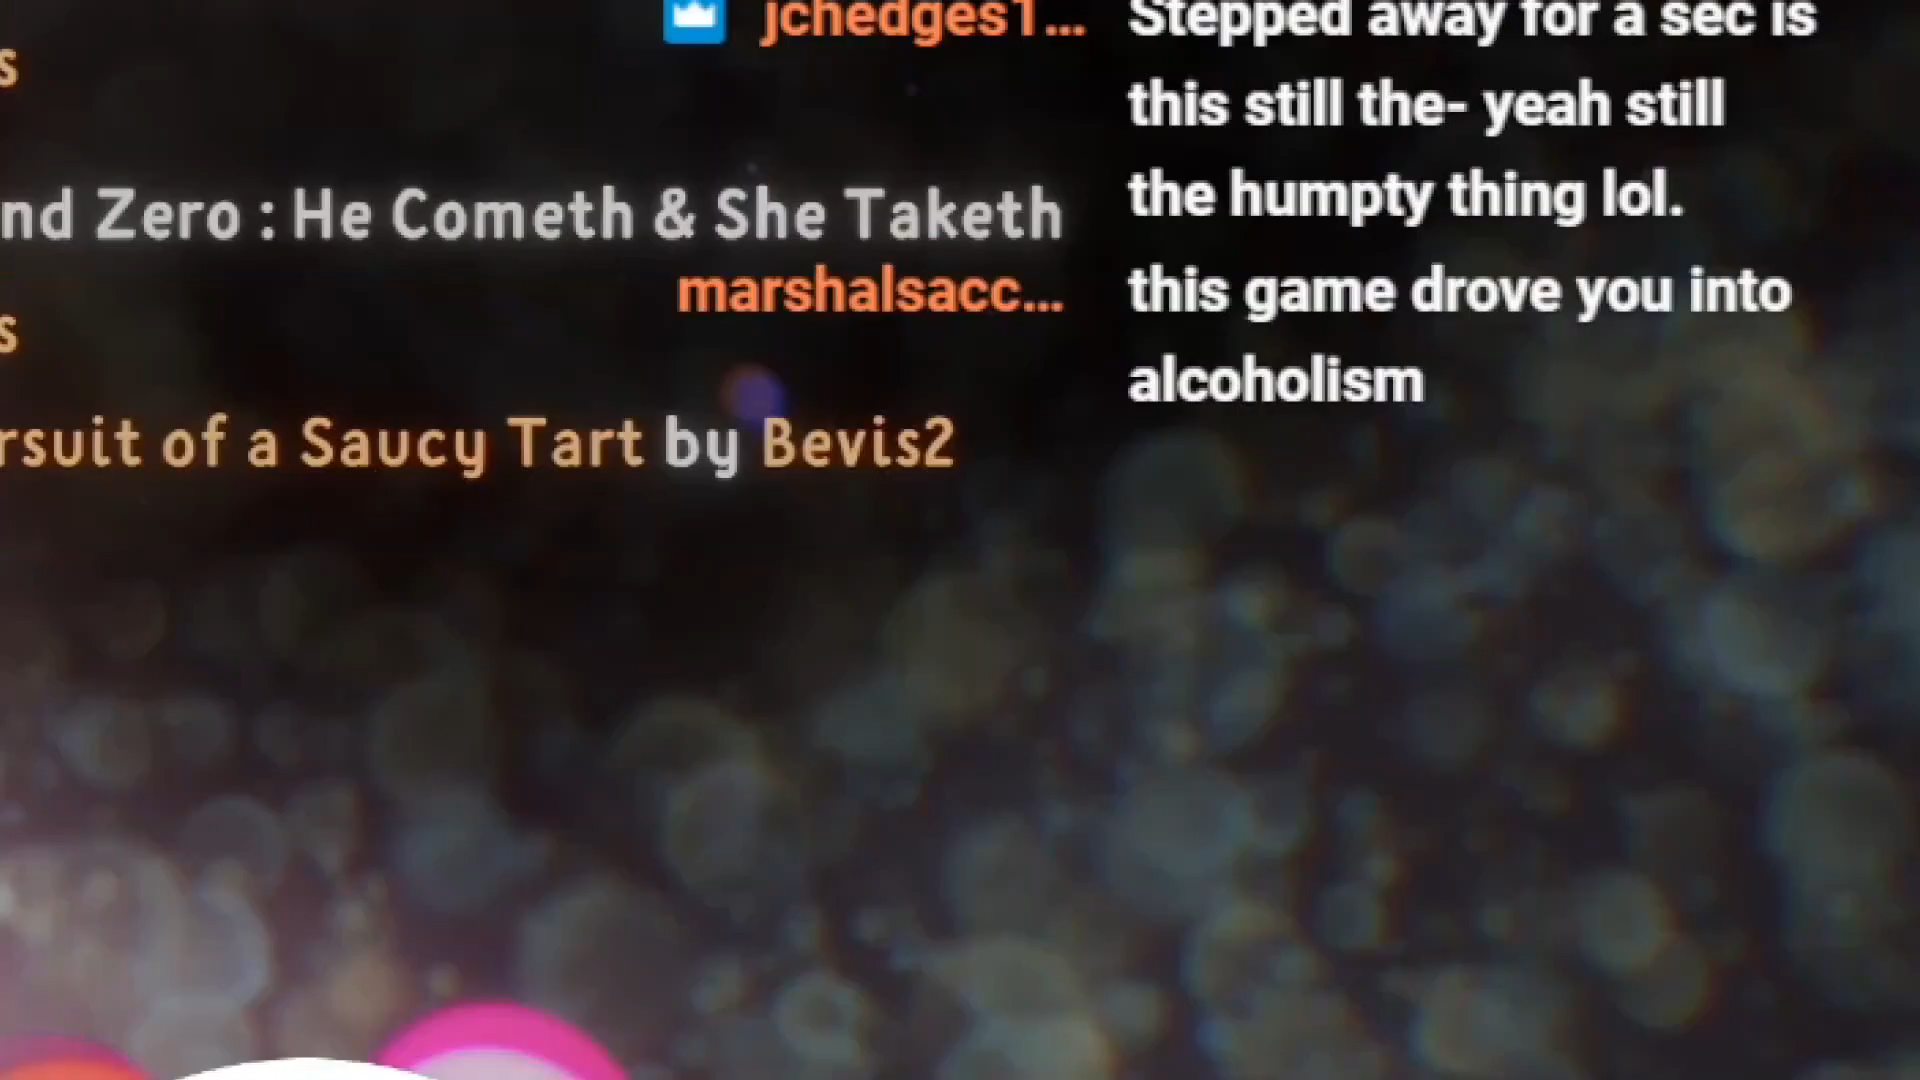 jchedges1… Stepped away for a sec is
s
this still the- yeah still
the humpty thing lol.
nd Zero : He Cometh & She Taketh
marshalsacc… this game drove you into
s
alcoholism
rsuit of a Saucy Tart by Bevis2